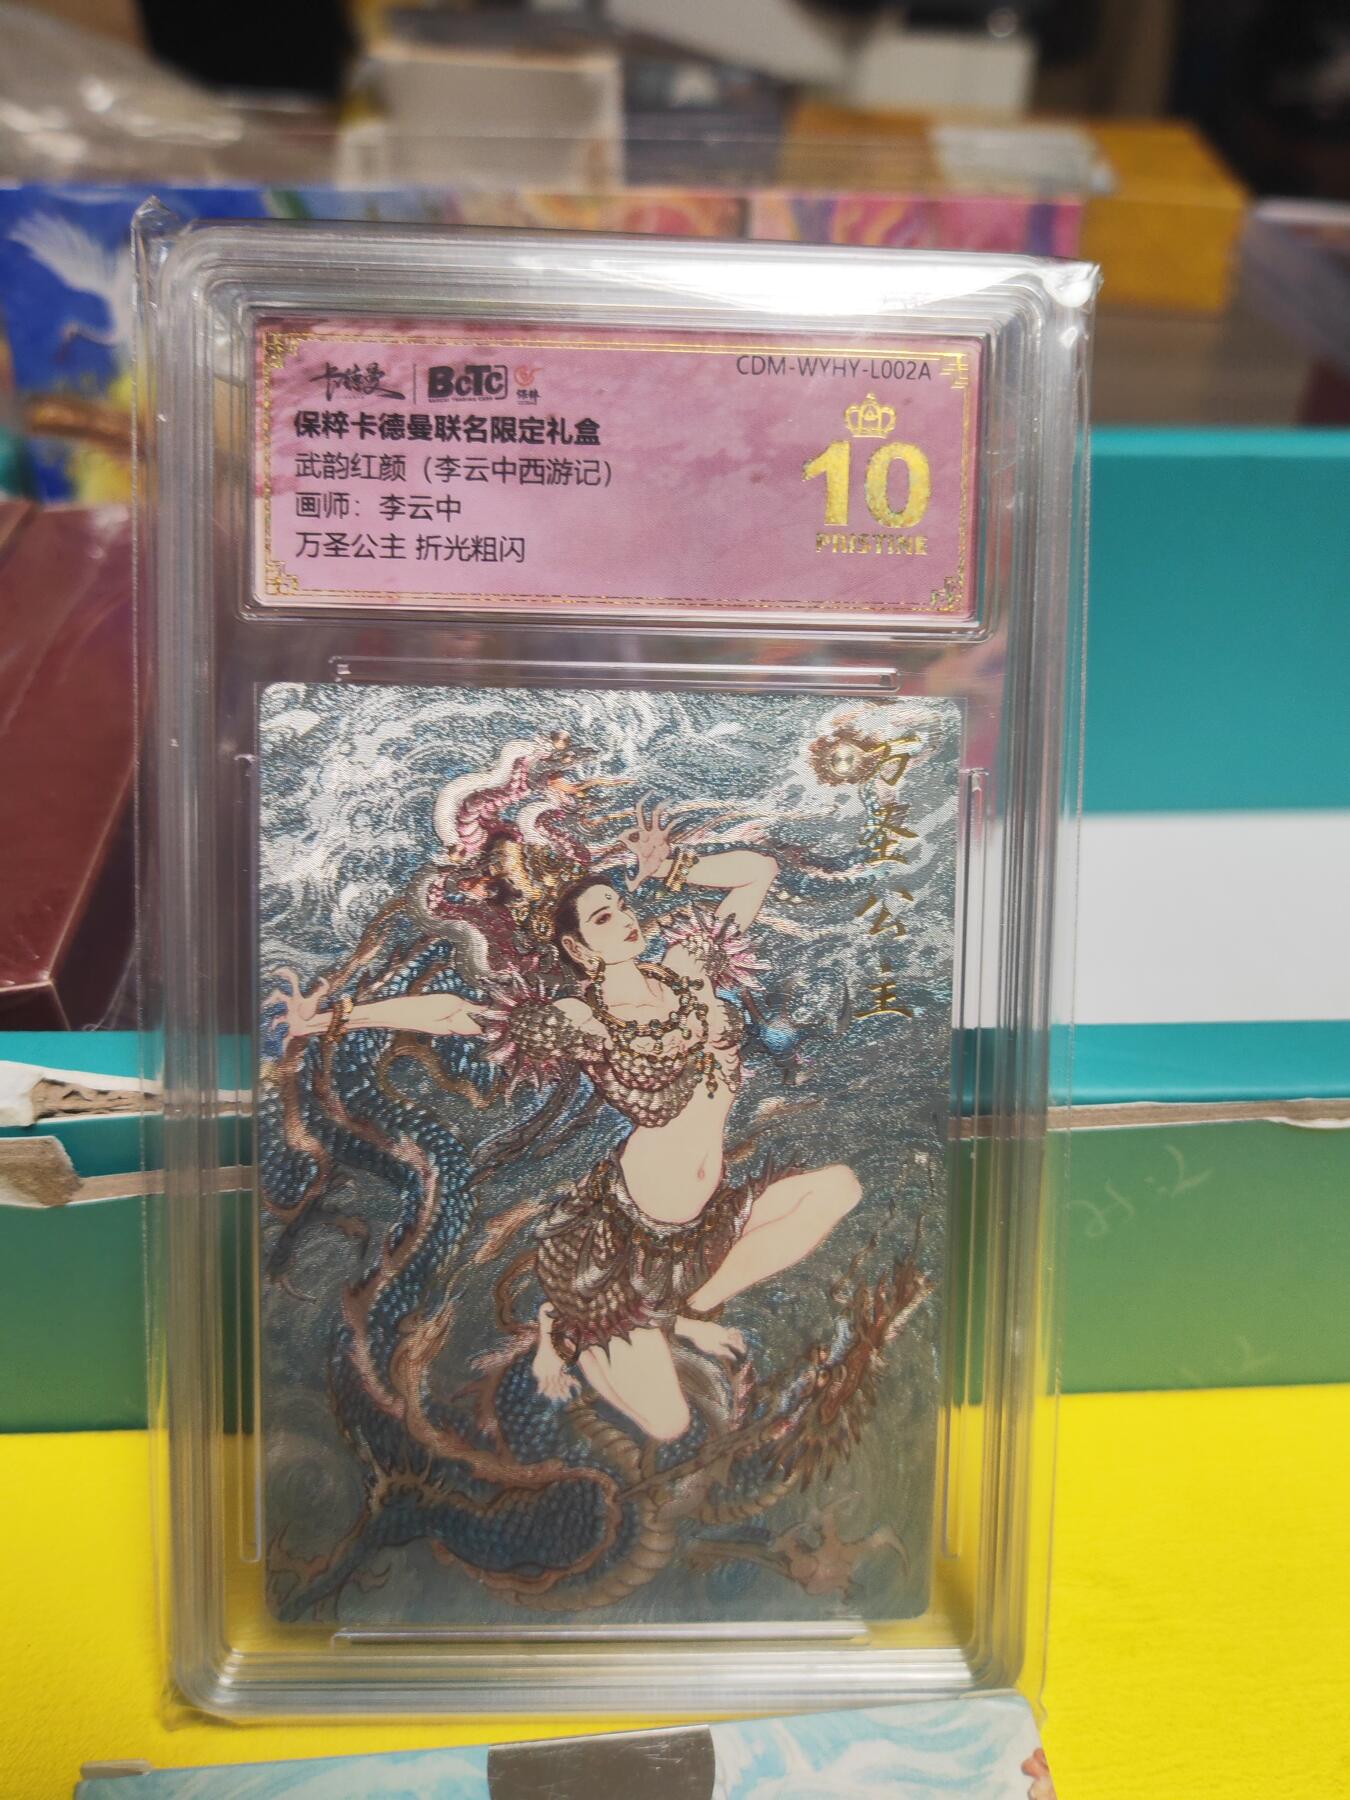 卡德曼 BCTC 保粹
CDM-WYHY-L002A
保粹卡德曼联名限定礼盒
武韵红颜（李云中西游记）
画师：李云中
万圣公主 折光粗闪
10
PRISTINE
万圣公主